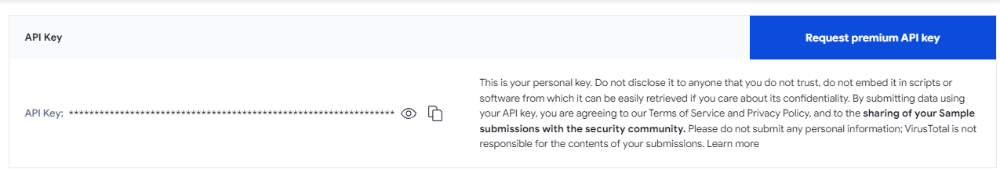 API Key
Request premium API key
API Key: ****************************************************************
This is your personal key. Do not disclose it to anyone that you do not trust, do not embed it in scripts or
software from which it can be easily retrieved if you care about its confidentiality. By submitting data using
your API key, you are agreeing to our Terms of Service and Privacy Policy, and to the sharing of your Sample
submissions with the security community. Please do not submit any personal information; VirusTotal is not
responsible for the contents of your submissions. Learn more